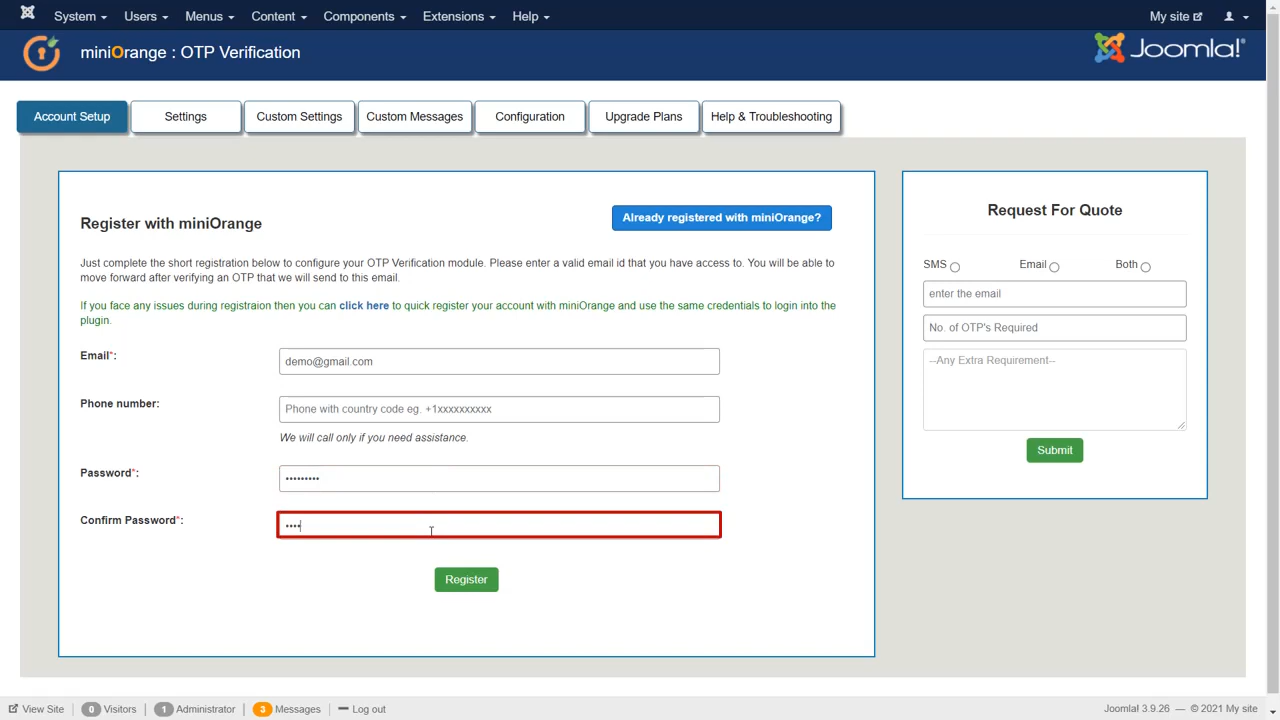 System Users Menus Content Components Extensions Help My site
miniOrange : OTP Verification Joomla!®
Account Setup Settings Custom Settings Custom Messages Configuration Upgrade Plans Help & Troubleshooting
Register with miniOrange
Already registered with miniOrange?
Just complete the short registration below to configure your OTP Verification module. Please enter a valid email id that you have access to. You will be able to
move forward after verifying an OTP that we will send to this email.
If you face any issues during registraion then you can click here to quick register your account with miniOrange and use the same credentials to login into the
plugin.
Email*:
demo@gmail.com
Phone number:
Phone with country code eg. +1xxxxxxxxxx
We will call only if you need assistance.
Password*:
•••••••••
Confirm Password*:
••••
Register
Request For Quote
SMS Email Both
enter the email
No. of OTP's Required
--Any Extra Requirement--
Submit
View Site 0 Visitors 1 Administrator 3 Messages Log out Joomla! 3.9.26 — © 2021 My site